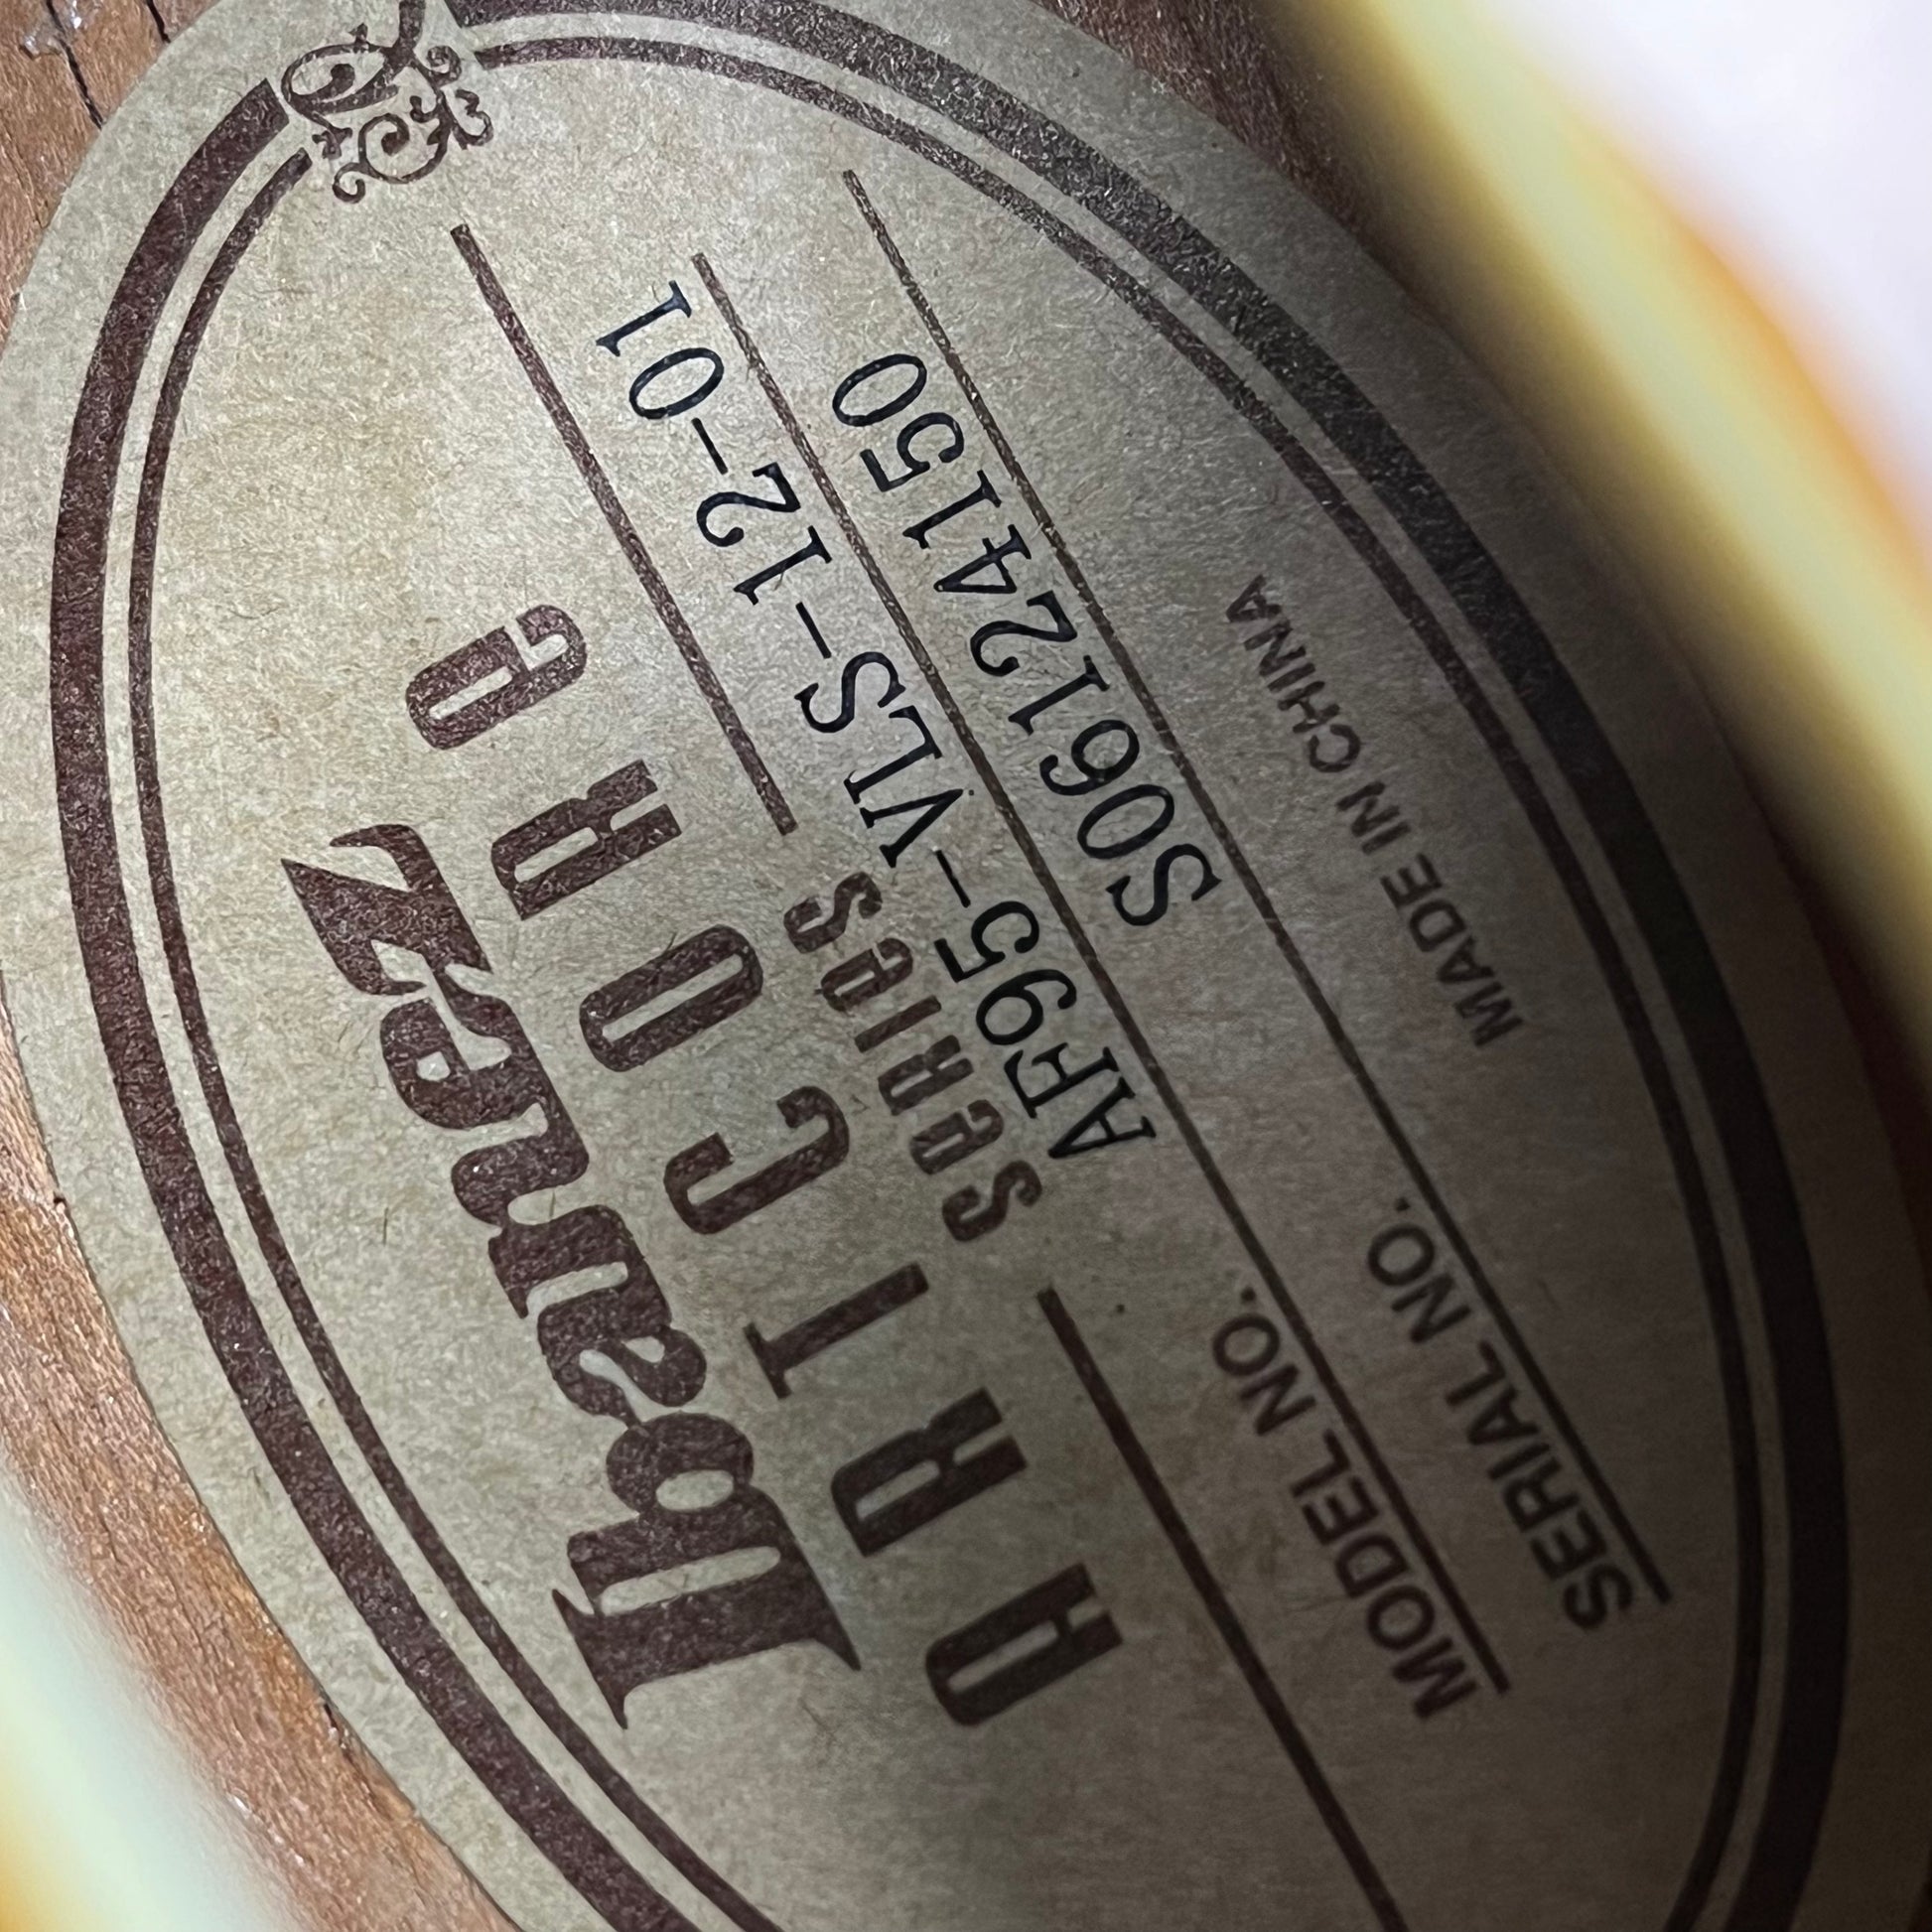 Ibanez
ARTCORE
SERIES
MODEL NO. AF95-VLS-12-01
SERIAL NO. S06124150
MADE IN CHINA